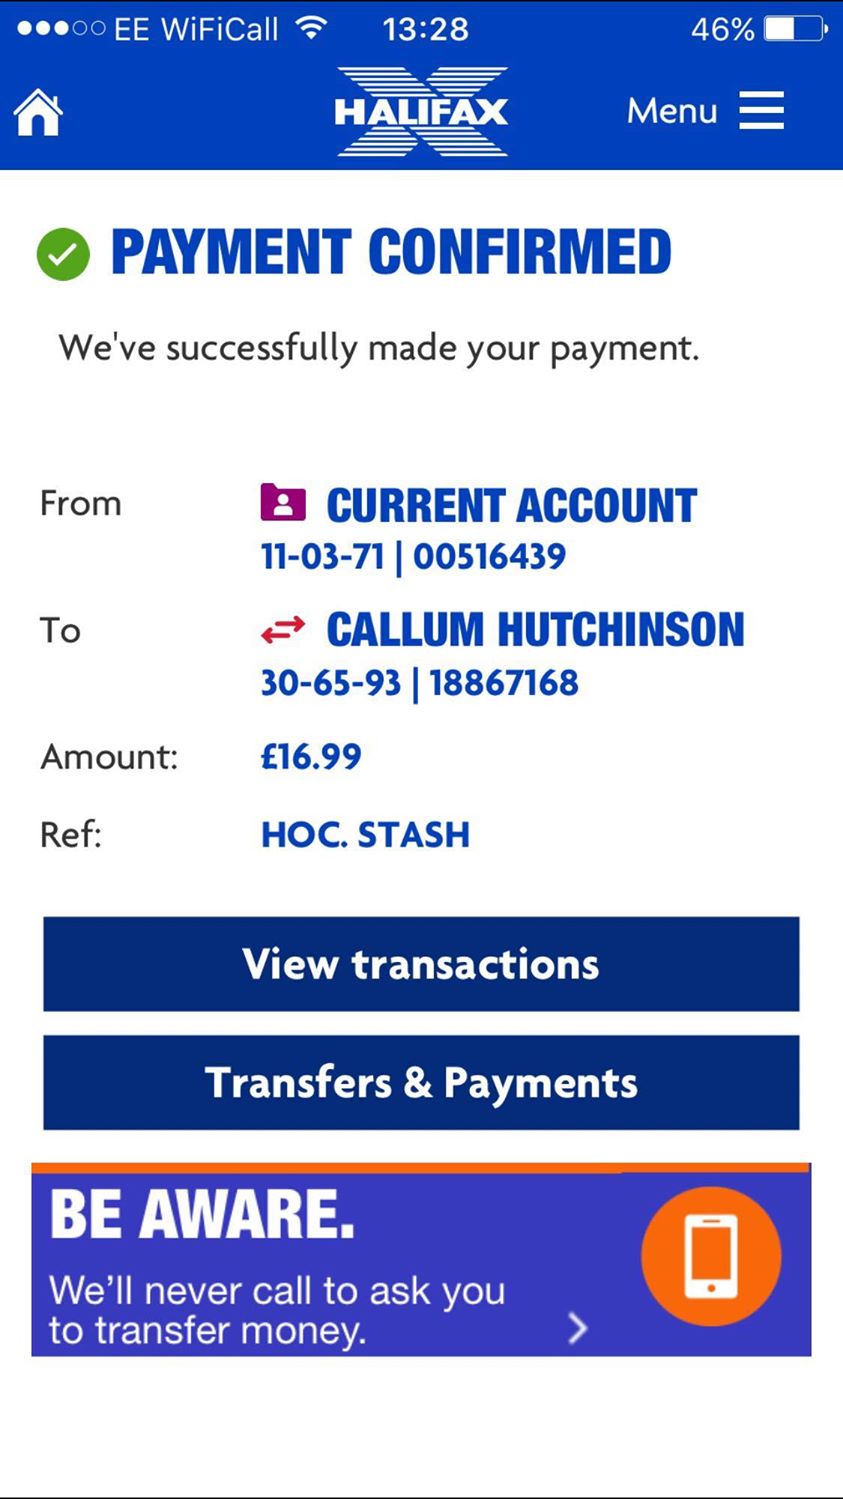 EE WiFiCall 13:28 46%
HALIFAX Menu
PAYMENT CONFIRMED
We've successfully made your payment.
From CURRENT ACCOUNT
11-03-71 | 00516439
To CALLUM HUTCHINSON
30-65-93 | 18867168
Amount: £16.99
Ref: HOC. STASH
View transactions
Transfers & Payments
BE AWARE.
We'll never call to ask you
to transfer money.